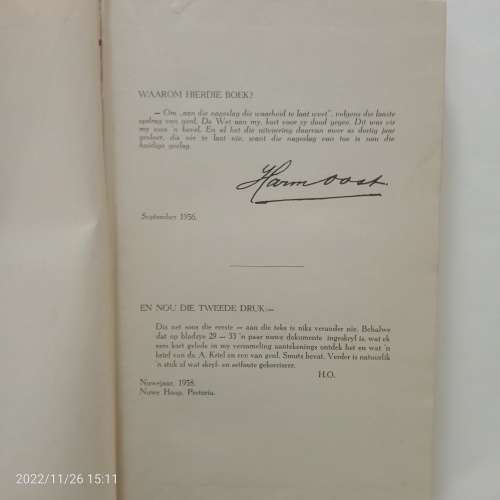 WAAROM HIERDIE BOEK?
— Om „aan die nageslag die waarheid te laat weet", volgens die laaste
opdrag van genl. De Wet aan my, kort voor sy dood gegee. Dit was vir
my soos 'n bevel. En al het die uitvoering daarvan meer as dertig jaar
geduur, dis nie te laat nie, want die nageslag van toe is nou die
huidige geslag.
Harm Oost.
September 1956.
EN NOU DIE TWEEDE DRUK:—
Dis net soos die eerste — aan die teks is niks verander nie. Behalwe
dat op bladsye 29 — 33 'n paar nuwe dokumente ingesluit is, wat ek
eers kort gelede in my versameling aantekenings ontdek het en wat 'n
brief van ds. A. Kriel en een van genl. Smuts bevat. Verder is natuurlik
'n stuk of wat skryf- en setfoute gekorrigeer.
H.O.
Nuwejaar, 1958.
Nuwe Hoop, Pretoria.
2022/11/26 15:11